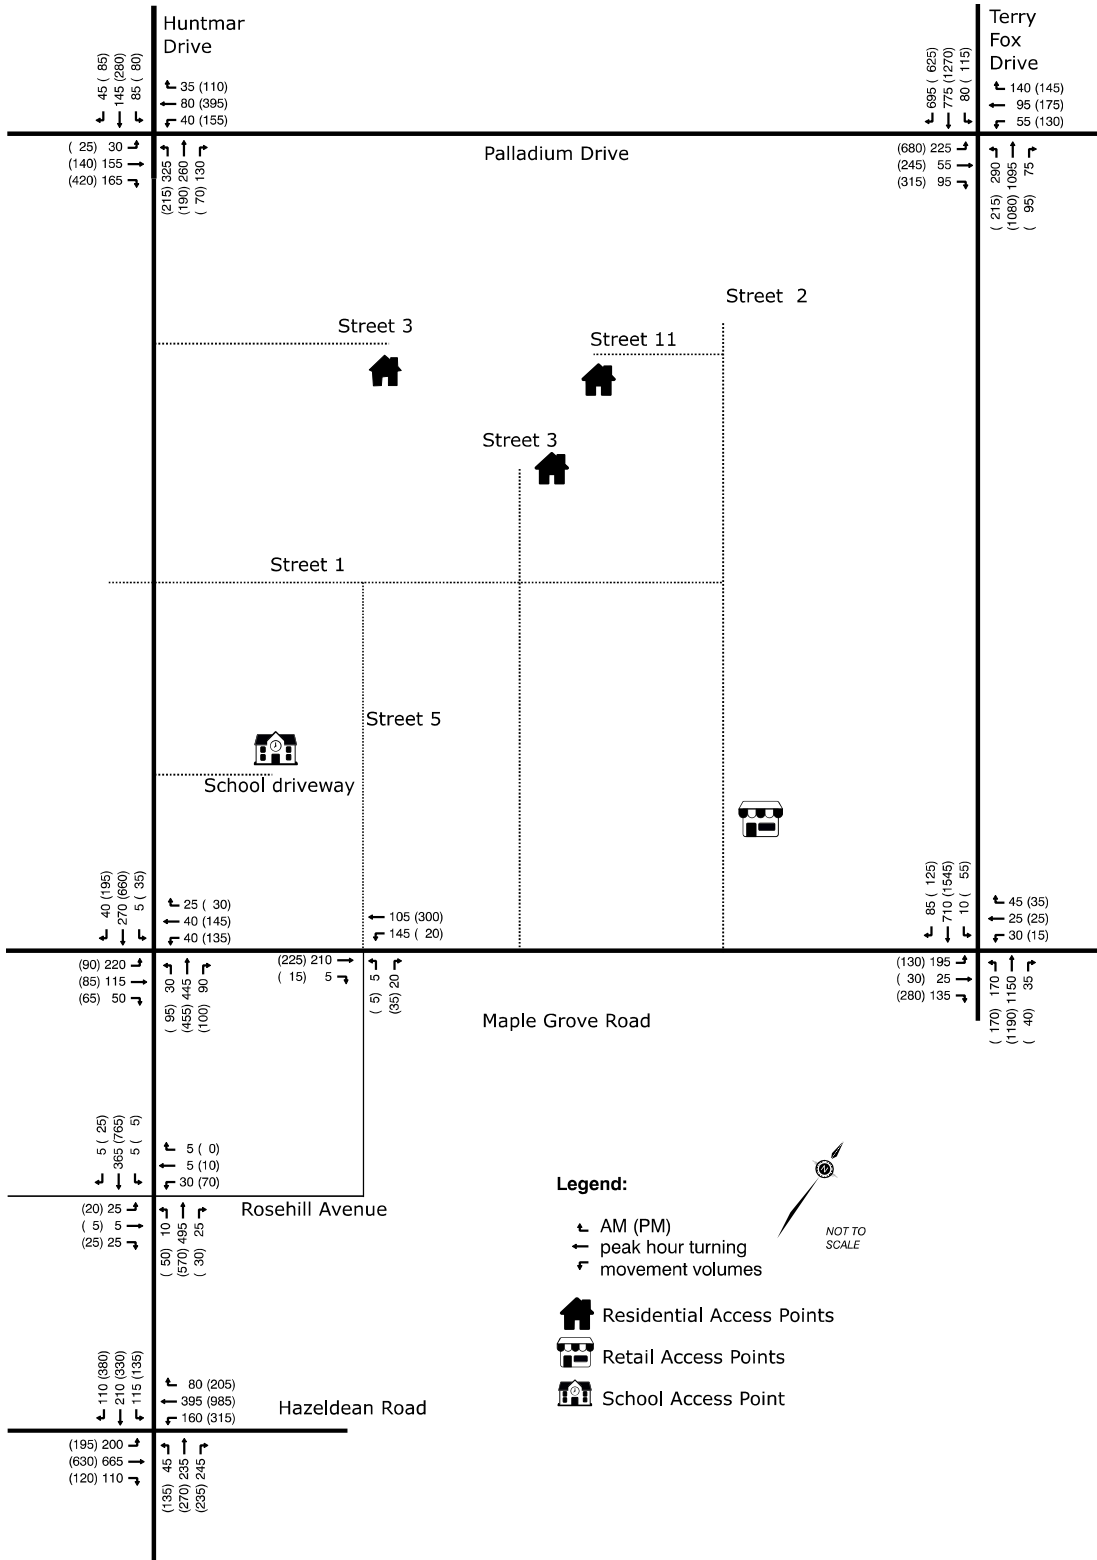 Huntmar
Drive
Terry
Fox
Drive
45 ( 85)
145 (280)
85 ( 80)
35 (110)
80 (395)
40 (155)
695 ( 625)
775 (1270)
80 ( 115)
140 (145)
95 (175)
55 (130)
( 25) 30
(140) 155
(420) 165
(215) 325
(190) 260
( 70) 130
Palladium Drive
(680) 225
(245) 55
(315) 95
( 215) 290
(1080) 1095
( 95) 75
Street 2
Street 3
Street 11
Street 3
Street 1
Street 5
School driveway
40 (195)
270 (660)
5 ( 35)
25 ( 30)
40 (145)
40 (135)
105 (300)
145 ( 20)
85 ( 125)
710 (1545)
10 ( 55)
45 (35)
25 (25)
30 (15)
(90) 220
(85) 115
(65) 50
( 95) 30
(455) 445
(100) 90
(225) 210
( 15) 5
( 5) 5
(35) 20
Maple Grove Road
(130) 195
( 30) 25
(280) 135
( 170) 170
(1190) 1150
( 40) 35
5 ( 25)
365 (765)
5 ( 5)
5 ( 0)
5 (10)
30 (70)
Rosehill Avenue
(20) 25
( 5) 5
(25) 25
( 50) 10
(570) 495
( 30) 25
N
NOT TO
SCALE
Legend:
AM (PM)
peak hour turning
movement volumes
Residential Access Points
Retail Access Points
School Access Point
110 (380)
210 (330)
115 (135)
80 (205)
395 (985)
160 (315)
Hazeldean Road
(195) 200
(630) 665
(120) 110
(135) 45
(270) 235
(235) 245